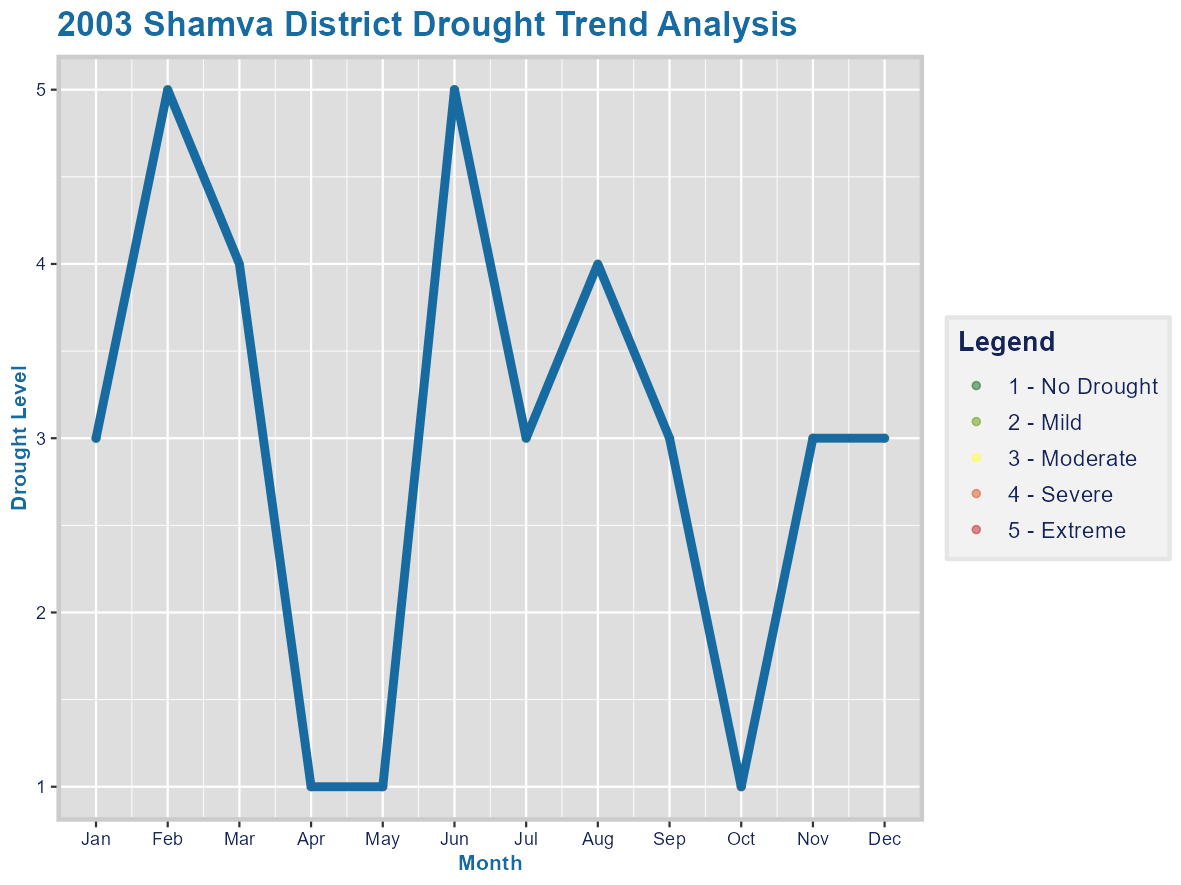 2003 Shamva District Drought Trend Analysis
Drought Level
5
4
3
2
1
Jan Feb Mar Apr May Jun Jul Aug Sep Oct Nov Dec
Month
Legend
1 - No Drought
2 - Mild
3 - Moderate
4 - Severe
5 - Extreme